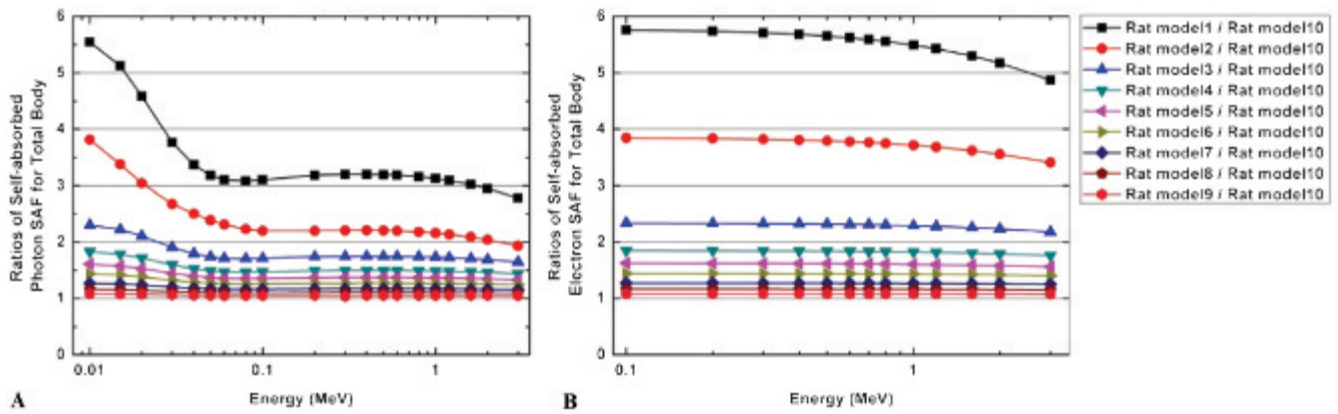 Ratios of Self-absorbed
Photon SAF for Total Body
6
5
4
3
2
1
0
0.01
0.1
1
Energy (MeV)
A
Ratios of Self-absorbed
Electron SAF for Total Body
6
5
4
3
2
1
0
0.1
1
Energy (MeV)
B
Rat model1 / Rat model10
Rat model2 / Rat model10
Rat model3 / Rat model10
Rat model4 / Rat model10
Rat model5 / Rat model10
Rat model6 / Rat model10
Rat model7 / Rat model10
Rat model8 / Rat model10
Rat model9 / Rat model10